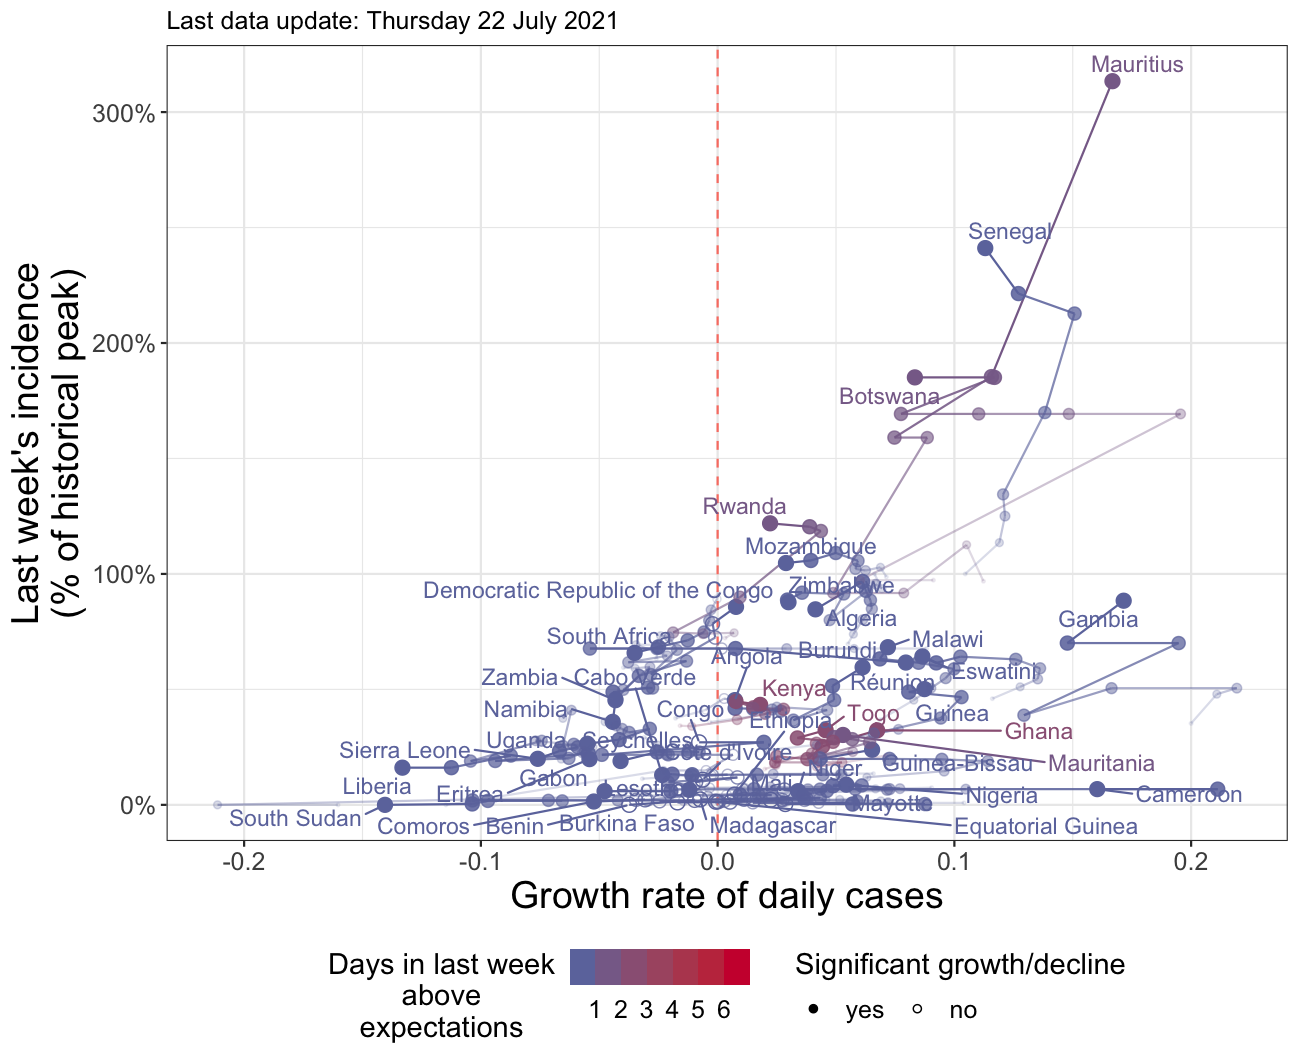 Last data update: Thursday 22 July 2021
Last week's incidence
(% of historical peak)
300%
200%
100%
0%
Mauritius
Senegal
Botswana
Rwanda
Mozambique
Democratic Republic of the Congo
Zimbabwe
Algeria
Gambia
South Africa
Malawi
Angola
Burundi
Eswatini
Zambia
Cabo Verde
Réunion
Kenya
Namibia
Congo
Ethiopia
Togo
Guinea
Ghana
Uganda
Seychelles
Sierra Leone
d'Ivoire
Guinea-Bissau
Mauritania
Niger
Gabon
Liberia
Eritrea
Lesotho
Mali
Nigeria
Cameroon
Mayotte
South Sudan
Comoros
Benin
Burkina Faso
Madagascar
Equatorial Guinea
-0.2
-0.1
0.0
0.1
0.2
Growth rate of daily cases
Days in last week
above
expectations
1 2 3 4 5 6
Significant growth/decline
yes
no